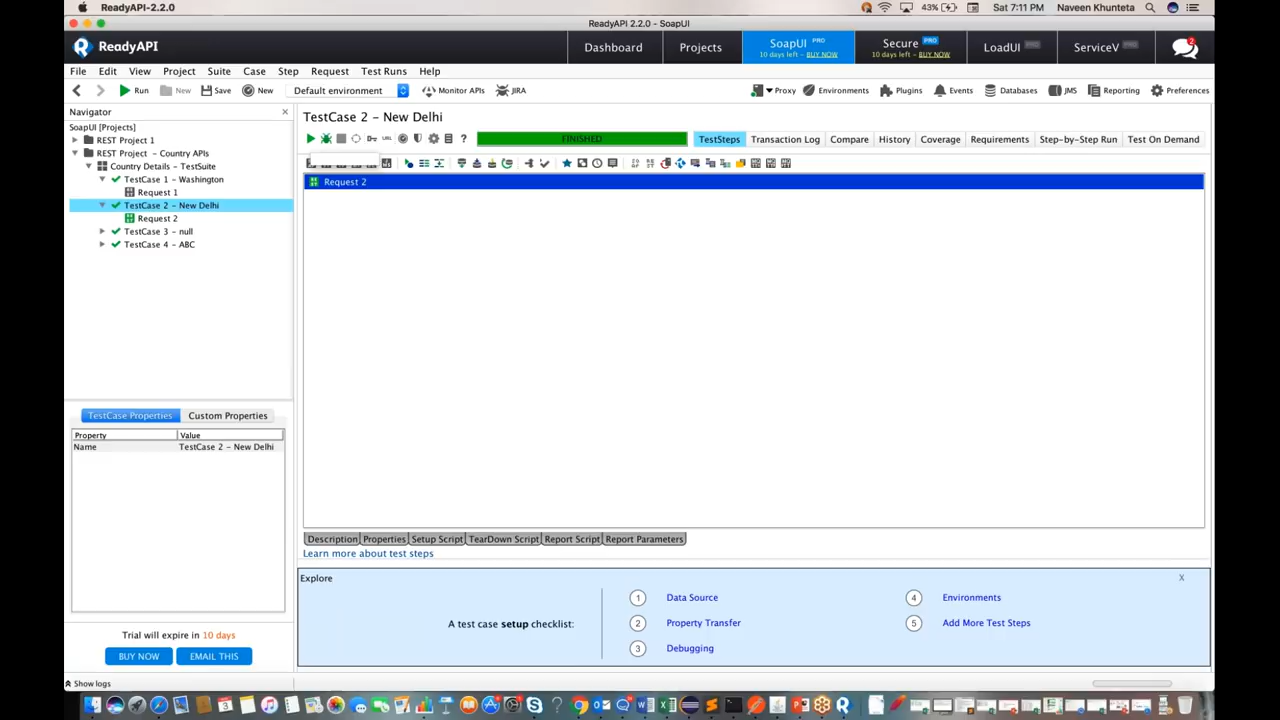 ReadyAPI-2.2.0
43%
Sat 7:11 PM Naveen Khunteta
ReadyAPI 2.2.0 - SoapUI
ReadyAPI
Dashboard
Projects
SoapUI PRO
10 days left - BUY NOW
Secure PRO
10 days left - BUY NOW
LoadUI PRO
ServiceV PRO
2
File Edit View Project Suite Case Step Request Test Runs Help
Run New Save New Default environment Monitor APIs JIRA Proxy Environments Plugins Events Databases JMS Reporting Preferences
Navigator
SoapUI [Projects]
REST Project 1
REST Project - Country APIs
Country Details - TestSuite
TestCase 1 - Washington
Request 1
TestCase 2 - New Delhi
Request 2
TestCase 3 - null
TestCase 4 - ABC
TestCase 2 - New Delhi
FINISHED
TestSteps Transaction Log Compare History Coverage Requirements Step-by-Step Run Test On Demand
Request 2
TestCase Properties Custom Properties
Property Value
Name TestCase 2 - New Delhi
Description Properties Setup Script TearDown Script Report Script Report Parameters
Learn more about test steps
Explore X
A test case setup checklist:
1 Data Source
2 Property Transfer
3 Debugging
4 Environments
5 Add More Test Steps
Trial will expire in 10 days
BUY NOW EMAIL THIS
Show logs